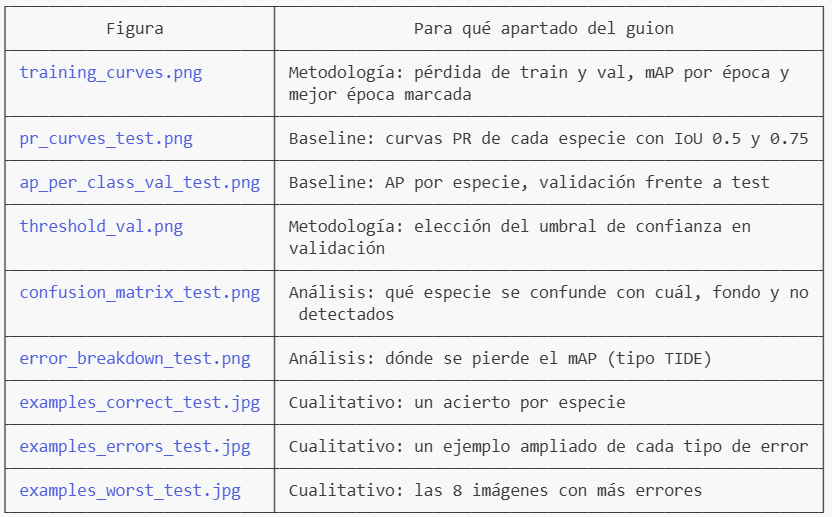 Figura Para qué apartado del guion
training_curves.png Metodología: pérdida de train y val, mAP por época y
mejor época marcada
pr_curves_test.png Baseline: curvas PR de cada especie con IoU 0.5 y 0.75
ap_per_class_val_test.png Baseline: AP por especie, validación frente a test
threshold_val.png Metodología: elección del umbral de confianza en
validación
confusion_matrix_test.png Análisis: qué especie se confunde con cuál, fondo y no
detectados
error_breakdown_test.png Análisis: dónde se pierde el mAP (tipo TIDE)
examples_correct_test.jpg Cualitativo: un acierto por especie
examples_errors_test.jpg Cualitativo: un ejemplo ampliado de cada tipo de error
examples_worst_test.jpg Cualitativo: las 8 imágenes con más errores